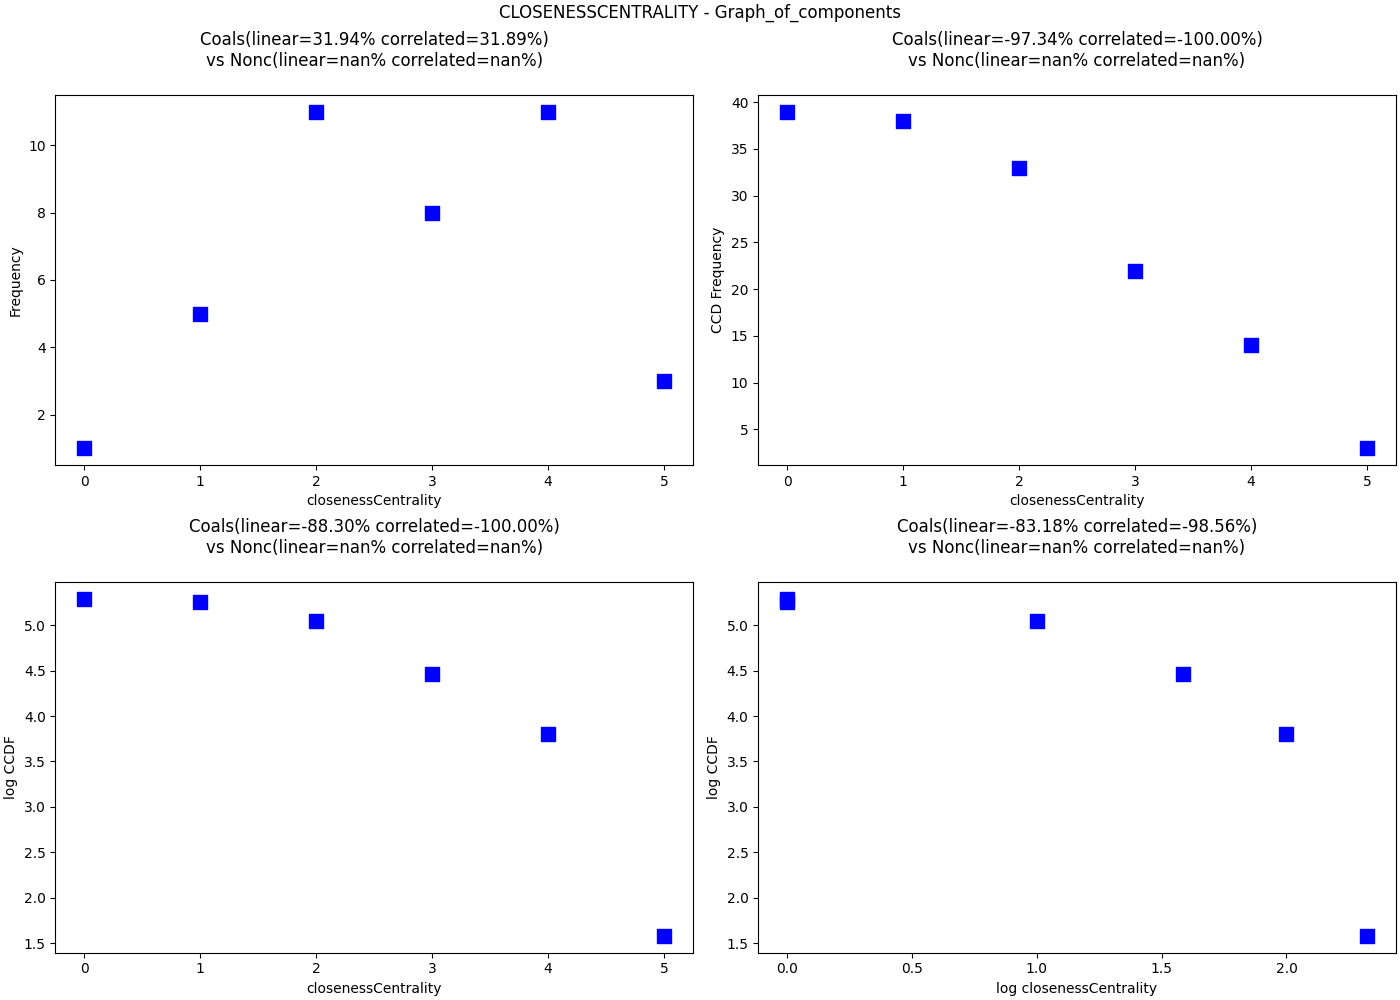 CLOSENESSCENTRALITY - Graph_of_components
Coals(linear=31.94% correlated=31.89%)
vs Nonc(linear=nan% correlated=nan%)
Frequency
10
8
6
4
2
0 1 2 3 4 5
closenessCentrality
Coals(linear=-97.34% correlated=-100.00%)
vs Nonc(linear=nan% correlated=nan%)
CCD Frequency
40
35
30
25
20
15
10
5
0 1 2 3 4 5
closenessCentrality
Coals(linear=-88.30% correlated=-100.00%)
vs Nonc(linear=nan% correlated=nan%)
log CCDF
5.0
4.5
4.0
3.5
3.0
2.5
2.0
1.5
0 1 2 3 4 5
closenessCentrality
Coals(linear=-83.18% correlated=-98.56%)
vs Nonc(linear=nan% correlated=nan%)
log CCDF
5.0
4.5
4.0
3.5
3.0
2.5
2.0
1.5
0.0 0.5 1.0 1.5 2.0
log closenessCentrality